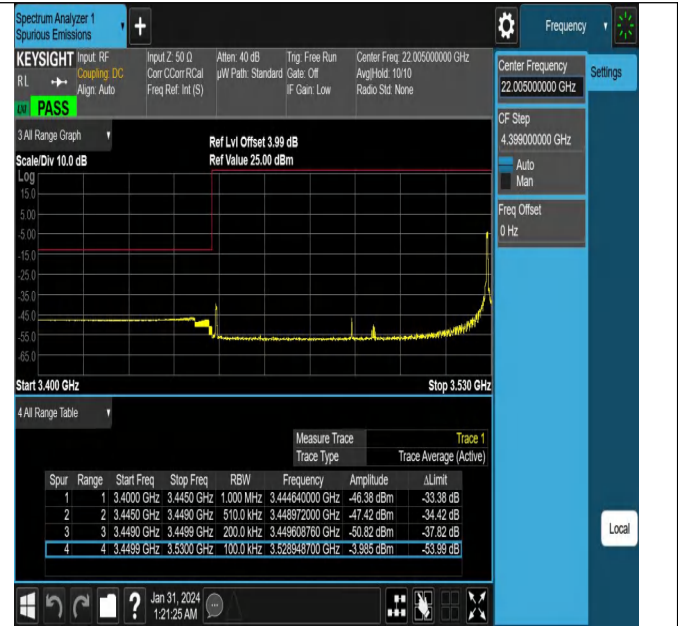 Spectrum Analyzer 1
Spurious Emissions
+
Frequency
KEYSIGHT Input: RF Input Z: 50 Ω Atten: 40 dB Trig: Free Run Center Freq: 22.005000000 GHz
RL Coupling: DC Corr CCorr RCal µW Path: Standard Gate: Off Avg|Hold: 10/10
Align: Auto Freq Ref: Int (S) IF Gain: Low Radio Std: None
LXI PASS
Center Frequency
22.005000000 GHz
Settings
CF Step
4.399000000 GHz
Auto
Man
Freq Offset
0 Hz
3 All Range Graph
Ref Lvl Offset 3.99 dB
Scale/Div 10.0 dB Ref Value 25.00 dBm
Log
15.0
5.00
-5.00
-15.0
-25.0
-35.0
-45.0
-55.0
-65.0
Start 3.400 GHz Stop 3.530 GHz
4 All Range Table
Measure Trace Trace 1
Trace Type Trace Average (Active)
Spur Range Start Freq Stop Freq RBW Frequency Amplitude ΔLimit
1 1 3.4000 GHz 3.4450 GHz 1.000 MHz 3.444640000 GHz -46.38 dBm -33.38 dB
2 2 3.4450 GHz 3.4490 GHz 510.0 kHz 3.448972000 GHz -47.42 dBm -34.42 dB
3 3 3.4490 GHz 3.4499 GHz 200.0 kHz 3.449608760 GHz -50.82 dBm -37.82 dB
4 4 3.4499 GHz 3.5300 GHz 100.0 kHz 3.528948700 GHz -3.985 dBm -53.99 dB
Local
? Jan 31, 2024
1:21:25 AM